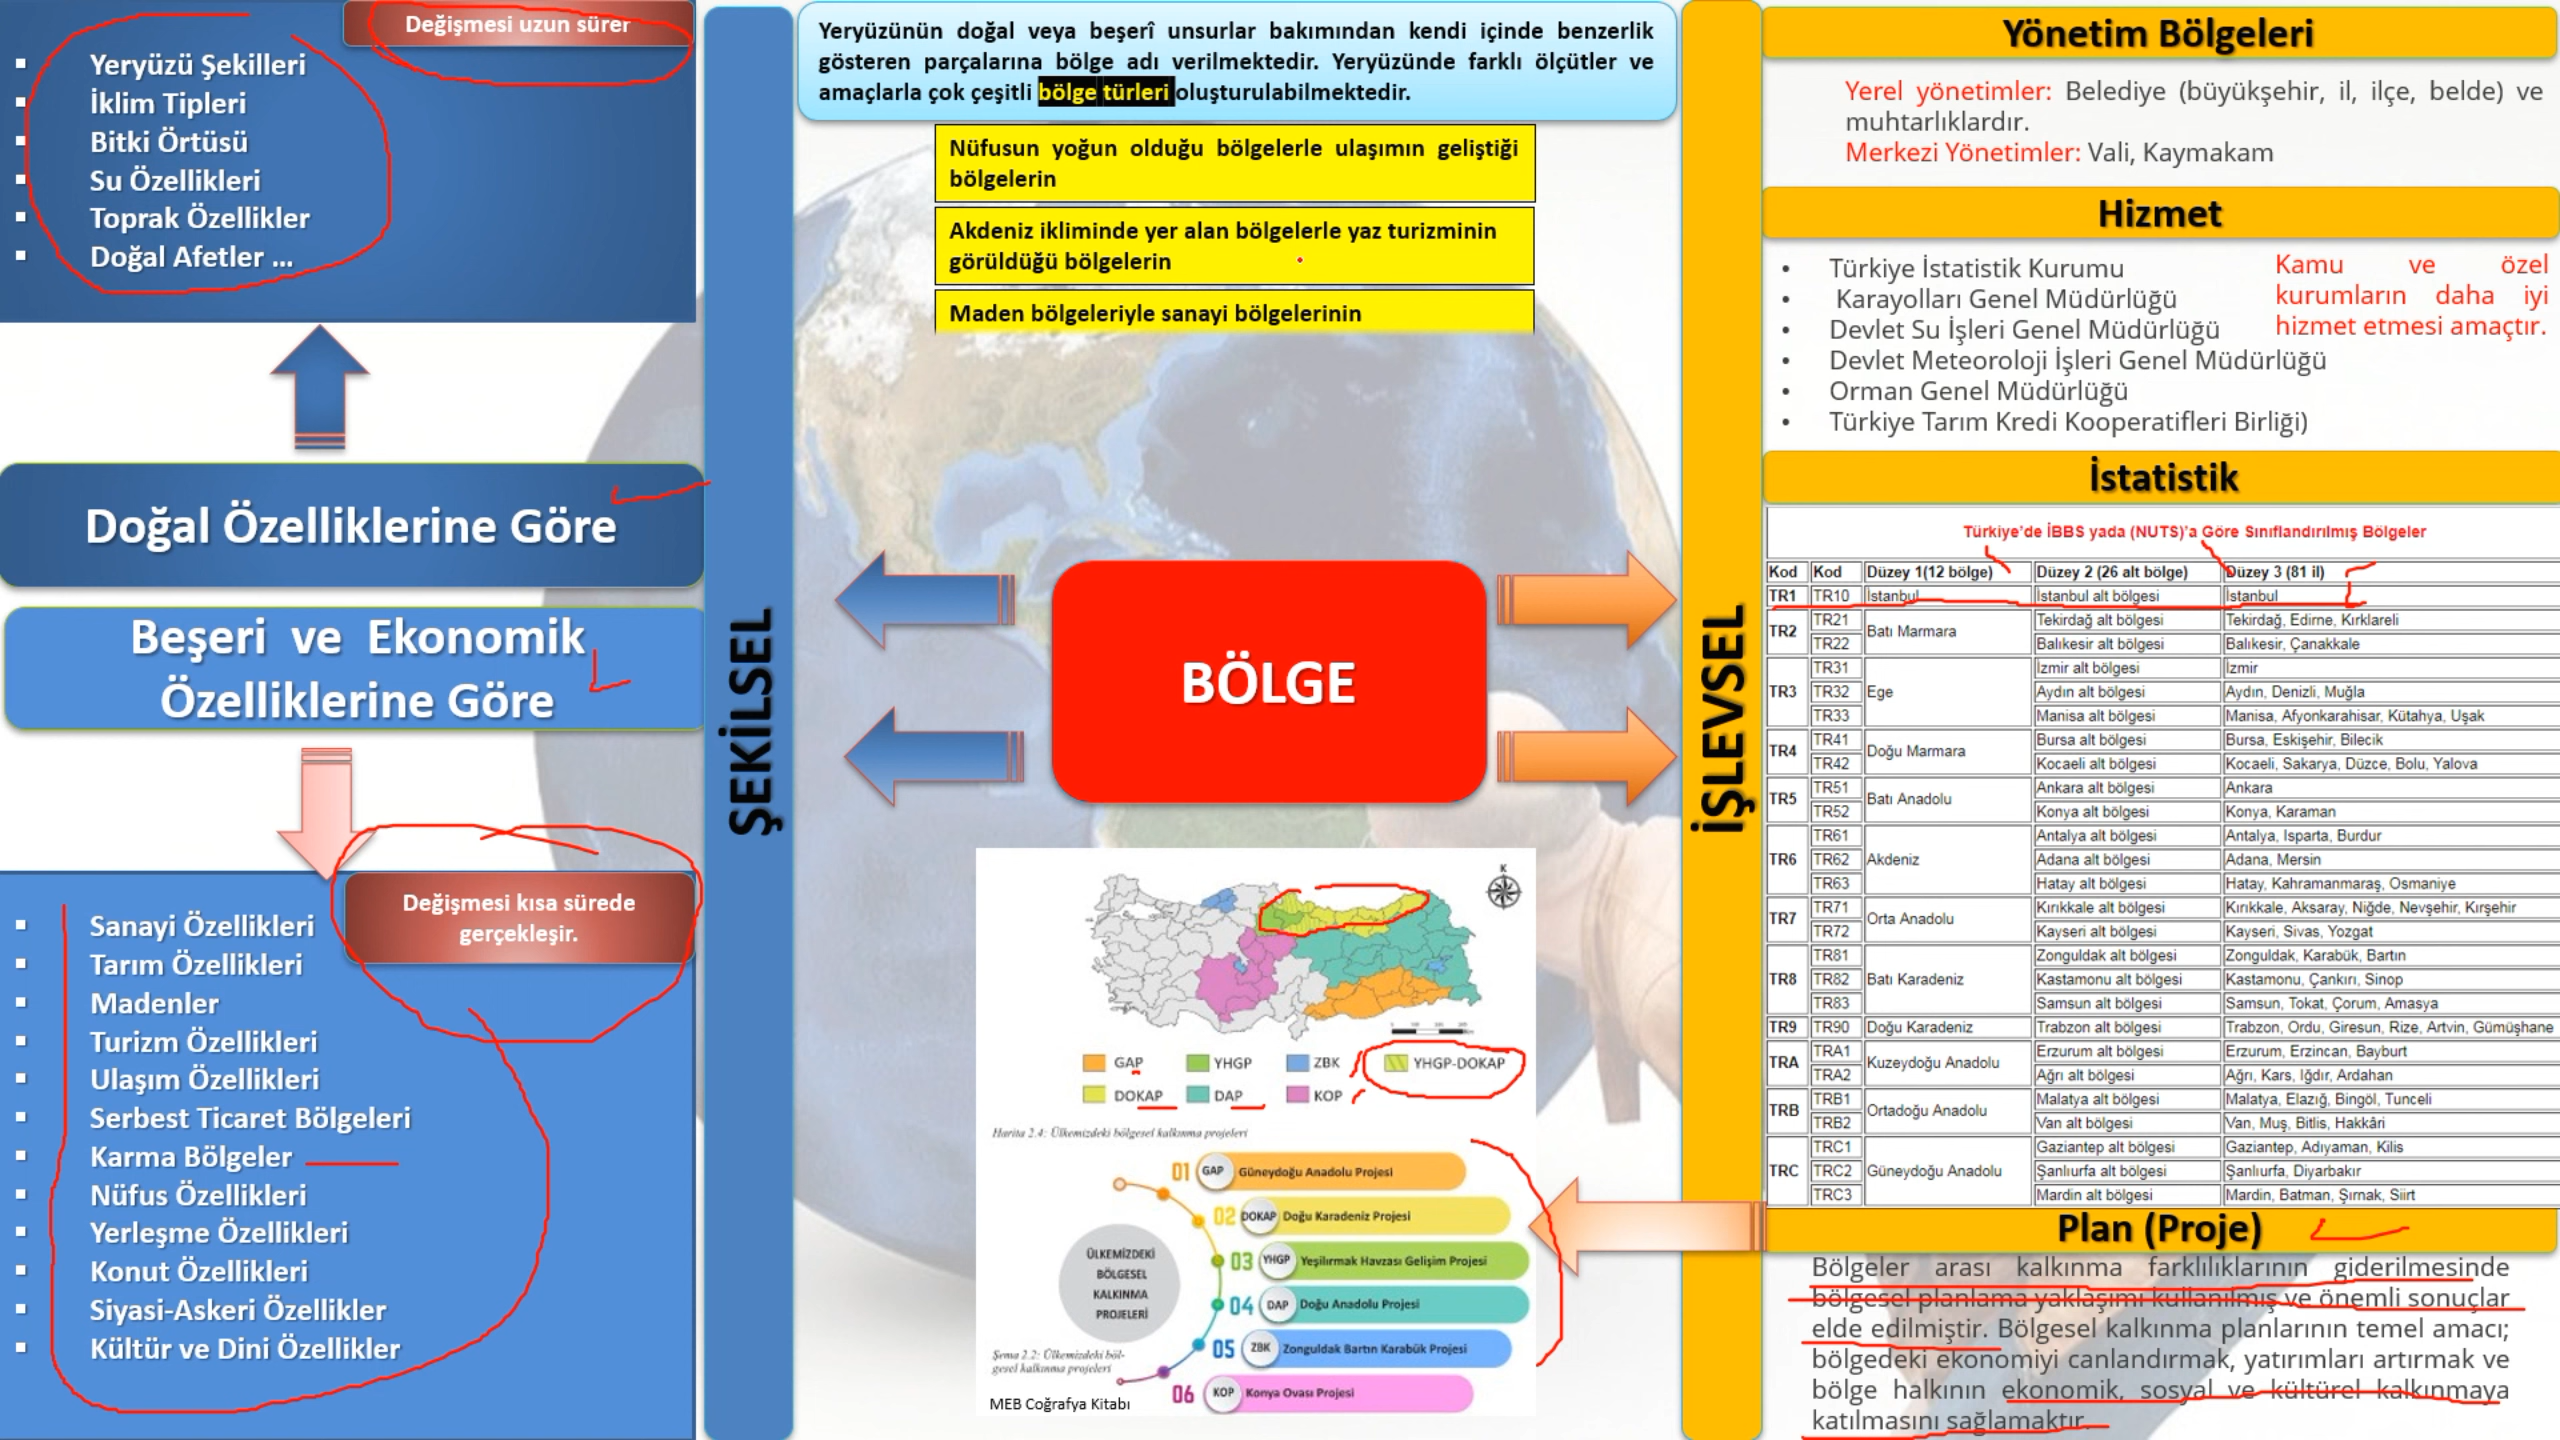 Değişmesi uzun sürer
Yeryüzü Şekilleri
İklim Tipleri
Bitki Örtüsü
Su Özellikleri
Toprak Özellikler
Doğal Afetler ...
Doğal Özelliklerine Göre
Beşeri ve Ekonomik
Özelliklerine Göre
Değişmesi kısa sürede
gerçekleşir.
Sanayi Özellikleri
Tarım Özellikleri
Madenler
Turizm Özellikleri
Ulaşım Özellikleri
Serbest Ticaret Bölgeleri
Karma Bölgeler
Nüfus Özellikleri
Yerleşme Özellikleri
Konut Özellikleri
Siyasi-Askeri Özellikler
Kültür ve Dini Özellikler
ŞEKİLSEL
Yeryüzünün doğal veya beşerî unsurlar bakımından kendi içinde benzerlik
gösteren parçalarına bölge adı verilmektedir. Yeryüzünde farklı ölçütler ve
amaçlarla çok çeşitli bölge türleri oluşturulabilmektedir.
Nüfusun yoğun olduğu bölgelerle ulaşımın geliştiği
bölgelerin
Akdeniz ikliminde yer alan bölgelerle yaz turizminin
görüldüğü bölgelerin
Maden bölgeleriyle sanayi bölgelerinin
BÖLGE
K
GAP YHGP ZBK YHGP-DOKAP
DOKAP DAP KOP
Harita 2.4: Ülkemizdeki bölgesel kalkınma projeleri
01 GAP Güneydoğu Anadolu Projesi
02 DOKAP Doğu Karadeniz Projesi
03 YHGP Yeşilırmak Havzası Gelişim Projesi
04 DAP Doğu Anadolu Projesi
05 ZBK Zonguldak Bartın Karabük Projesi
06 KOP Konya Ovası Projesi
ÜLKEMİZDEKİ
BÖLGESEL
KALKINMA
PROJELERİ
Şema 2.2: Ülkemizdeki böl-
gesel kalkınma projeleri
MEB Coğrafya Kitabı
İŞLEVSEL
Yönetim Bölgeleri
Yerel yönetimler: Belediye (büyükşehir, il, ilçe, belde) ve
muhtarlıklardır.
Merkezi Yönetimler: Vali, Kaymakam
Hizmet
Türkiye İstatistik Kurumu
Karayolları Genel Müdürlüğü
Devlet Su İşleri Genel Müdürlüğü
Devlet Meteoroloji İşleri Genel Müdürlüğü
Orman Genel Müdürlüğü
Türkiye Tarım Kredi Kooperatifleri Birliği)
Kamu ve özel
kurumların daha iyi
hizmet etmesi amaçtır.
İstatistik
Türkiye'de İBBS yada (NUTS)'a Göre Sınıflandırılmış Bölgeler
Kod Kod Düzey 1(12 bölge) Düzey 2 (26 alt bölge) Düzey 3 (81 il)
TR1 TR10 İstanbul İstanbul alt bölgesi İstanbul
TR2 TR21 Batı Marmara Tekirdağ alt bölgesi Tekirdağ, Edirne, Kırklareli
TR22 Balıkesir alt bölgesi Balıkesir, Çanakkale
TR3 TR31 Ege İzmir alt bölgesi İzmir
TR32 Aydın alt bölgesi Aydın, Denizli, Muğla
TR33 Manisa alt bölgesi Manisa, Afyonkarahisar, Kütahya, Uşak
TR4 TR41 Doğu Marmara Bursa alt bölgesi Bursa, Eskişehir, Bilecik
TR42 Kocaeli alt bölgesi Kocaeli, Sakarya, Düzce, Bolu, Yalova
TR5 TR51 Batı Anadolu Ankara alt bölgesi Ankara
TR52 Konya alt bölgesi Konya, Karaman
TR6 TR61 Akdeniz Antalya alt bölgesi Antalya, Isparta, Burdur
TR62 Adana alt bölgesi Adana, Mersin
TR63 Hatay alt bölgesi Hatay, Kahramanmaraş, Osmaniye
TR7 TR71 Orta Anadolu Kırıkkale alt bölgesi Kırıkkale, Aksaray, Niğde, Nevşehir, Kırşehir
TR72 Kayseri alt bölgesi Kayseri, Sivas, Yozgat
TR8 TR81 Batı Karadeniz Zonguldak alt bölgesi Zonguldak, Karabük, Bartın
TR82 Kastamonu alt bölgesi Kastamonu, Çankırı, Sinop
TR83 Samsun alt bölgesi Samsun, Tokat, Çorum, Amasya
TR9 TR90 Doğu Karadeniz Trabzon alt bölgesi Trabzon, Ordu, Giresun, Rize, Artvin, Gümüşhane
TRA TRA1 Kuzeydoğu Anadolu Erzurum alt bölgesi Erzurum, Erzincan, Bayburt
TRA2 Ağrı alt bölgesi Ağrı, Kars, Iğdır, Ardahan
TRB TRB1 Ortadoğu Anadolu Malatya alt bölgesi Malatya, Elazığ, Bingöl, Tunceli
TRB2 Van alt bölgesi Van, Muş, Bitlis, Hakkâri
TRC TRC1 Güneydoğu Anadolu Gaziantep alt bölgesi Gaziantep, Adıyaman, Kilis
TRC2 Şanlıurfa alt bölgesi Şanlıurfa, Diyarbakır
TRC3 Mardin alt bölgesi Mardin, Batman, Şırnak, Siirt
Plan (Proje)
Bölgeler arası kalkınma farklılıklarının giderilmesinde
bölgesel planlama yaklaşımı kullanılmış ve önemli sonuçlar
elde edilmiştir. Bölgesel kalkınma planlarının temel amacı;
bölgedeki ekonomiyi canlandırmak, yatırımları artırmak ve
bölge halkının ekonomik, sosyal ve kültürel kalkınmaya
katılmasını sağlamaktır.